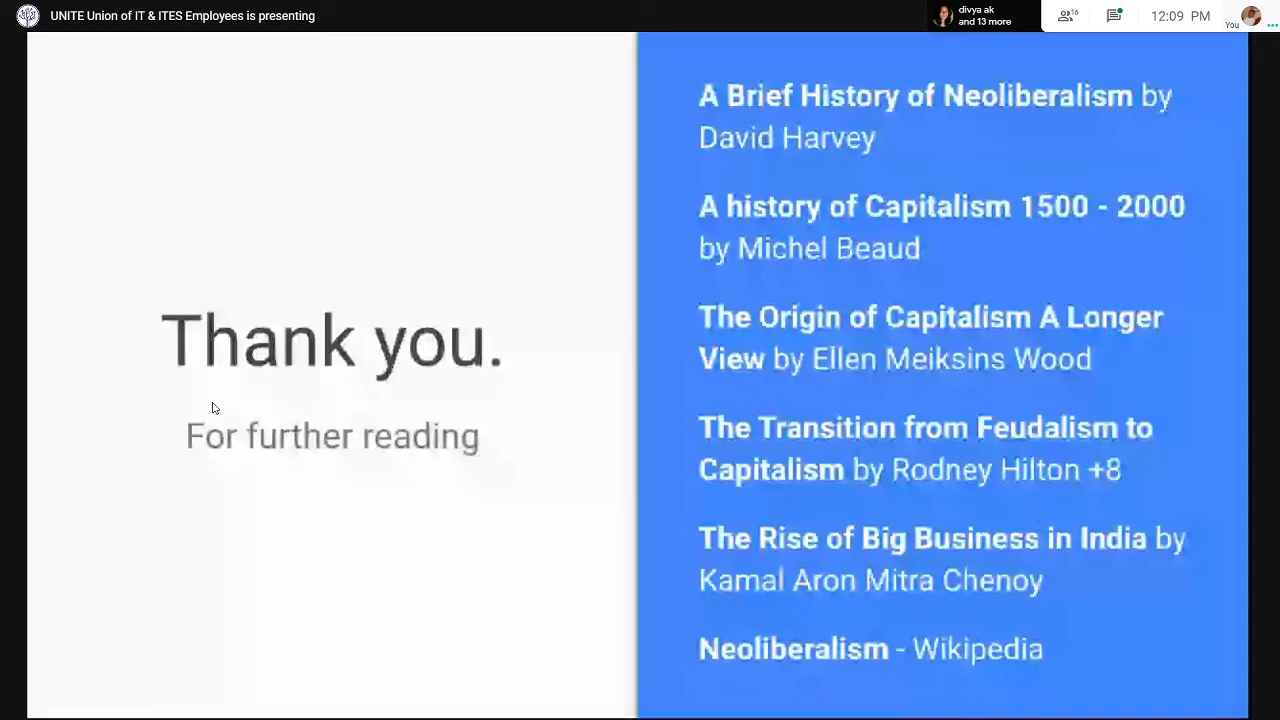 UNITE Union of IT & ITES Employees is presenting
divya ak
and 13 more
16
12:09 PM
You
Thank you.
For further reading
A Brief History of Neoliberalism by
David Harvey
A history of Capitalism 1500 - 2000
by Michel Beaud
The Origin of Capitalism A Longer
View by Ellen Meiksins Wood
The Transition from Feudalism to
Capitalism by Rodney Hilton +8
The Rise of Big Business in India by
Kamal Aron Mitra Chenoy
Neoliberalism - Wikipedia